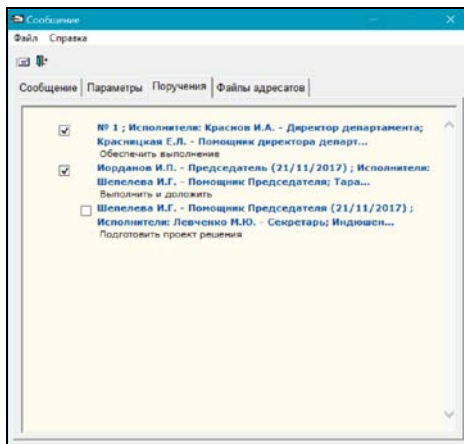 Сообщение
Файл Справка
Сообщение Параметры Поручения Файлы адресатов
№ 1 ; Исполнители: Краснов И.А. - Директор департамента;
Красницкая Е.Л. - Помощник директора департ...
Обеспечить выполнение
Иорданов И.П. - Председатель (21/11/2017) ; Исполнители:
Шепелева И.Г. - Помощник Председателя; Тара...
Выполнить и доложить
Шепелева И.Г. - Помощник Председателя (21/11/2017) ;
Исполнители: Левченко М.Ю. - Секретарь; Индюшен...
Подготовить проект решения